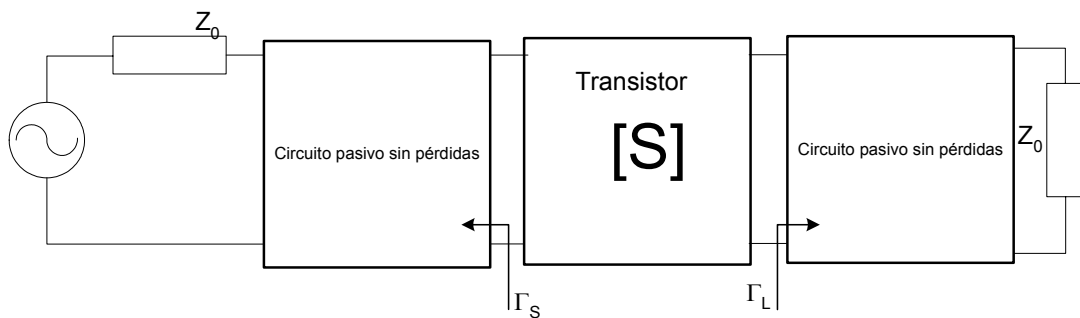 Z0
Circuito pasivo sin pérdidas
Transistor
[S]
Circuito pasivo sin pérdidas
Z0
ΓS
ΓL